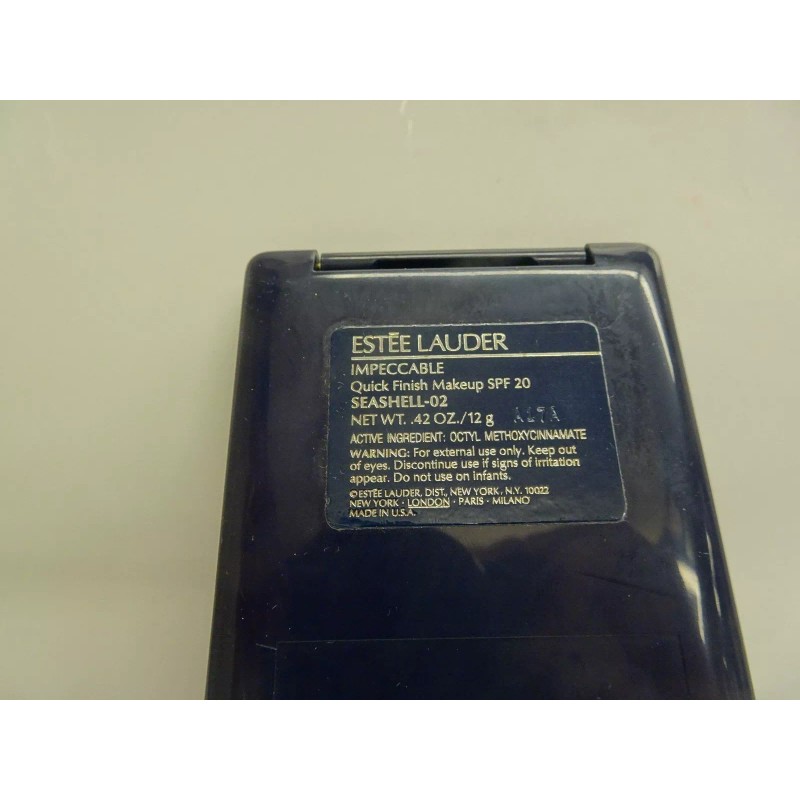 ESTĒE LAUDER
IMPECCABLE
Quick Finish Makeup SPF 20
SEASHELL-02
NET WT. .42 OZ./12 g
ACTIVE INGREDIENT: OCTYL METHOXYCINNAMATE
WARNING: For external use only. Keep out
of eyes. Discontinue use if signs of irritation
appear. Do not use on infants.
©ESTĒE LAUDER, DIST., NEW YORK, N.Y. 10022
NEW YORK · LONDON · PARIS · MILANO
MADE IN U.S.A.